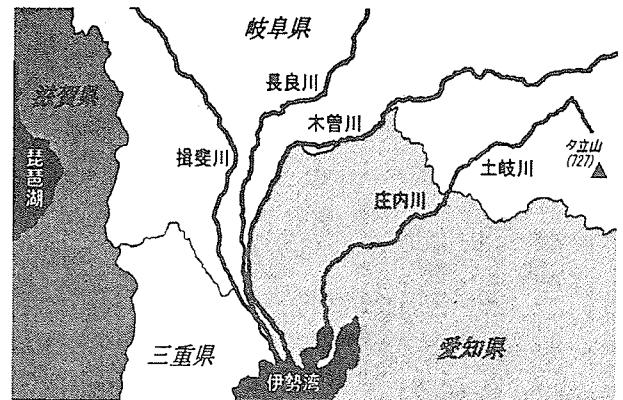 岐阜県
滋賀県
長良川
木曽川
揖斐川
夕立山
(727)
土岐川
琵琶湖
庄内川
三重県
愛知県
伊勢湾